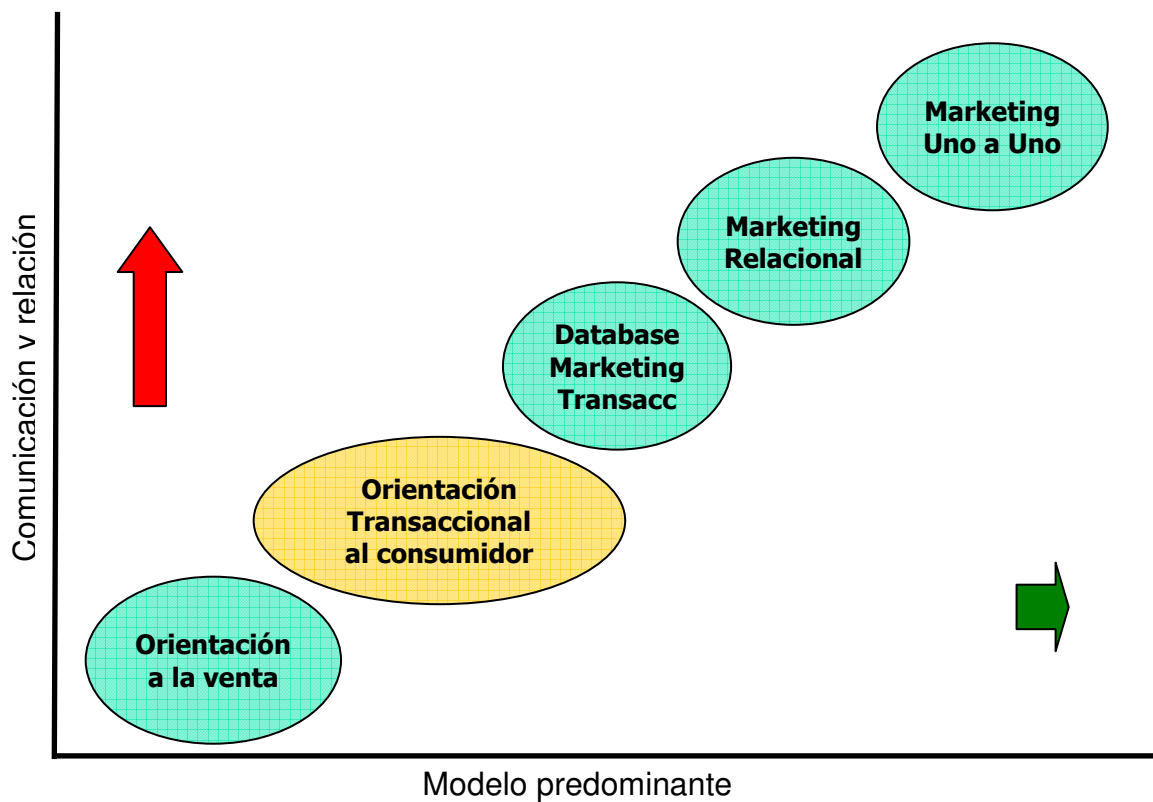 Marketing
Uno a Uno
Marketing
Relacional
Database
Marketing
Transacc
Orientación
Transaccional
al consumidor
Orientación
a la venta
Comunicación v relación
Modelo predominante